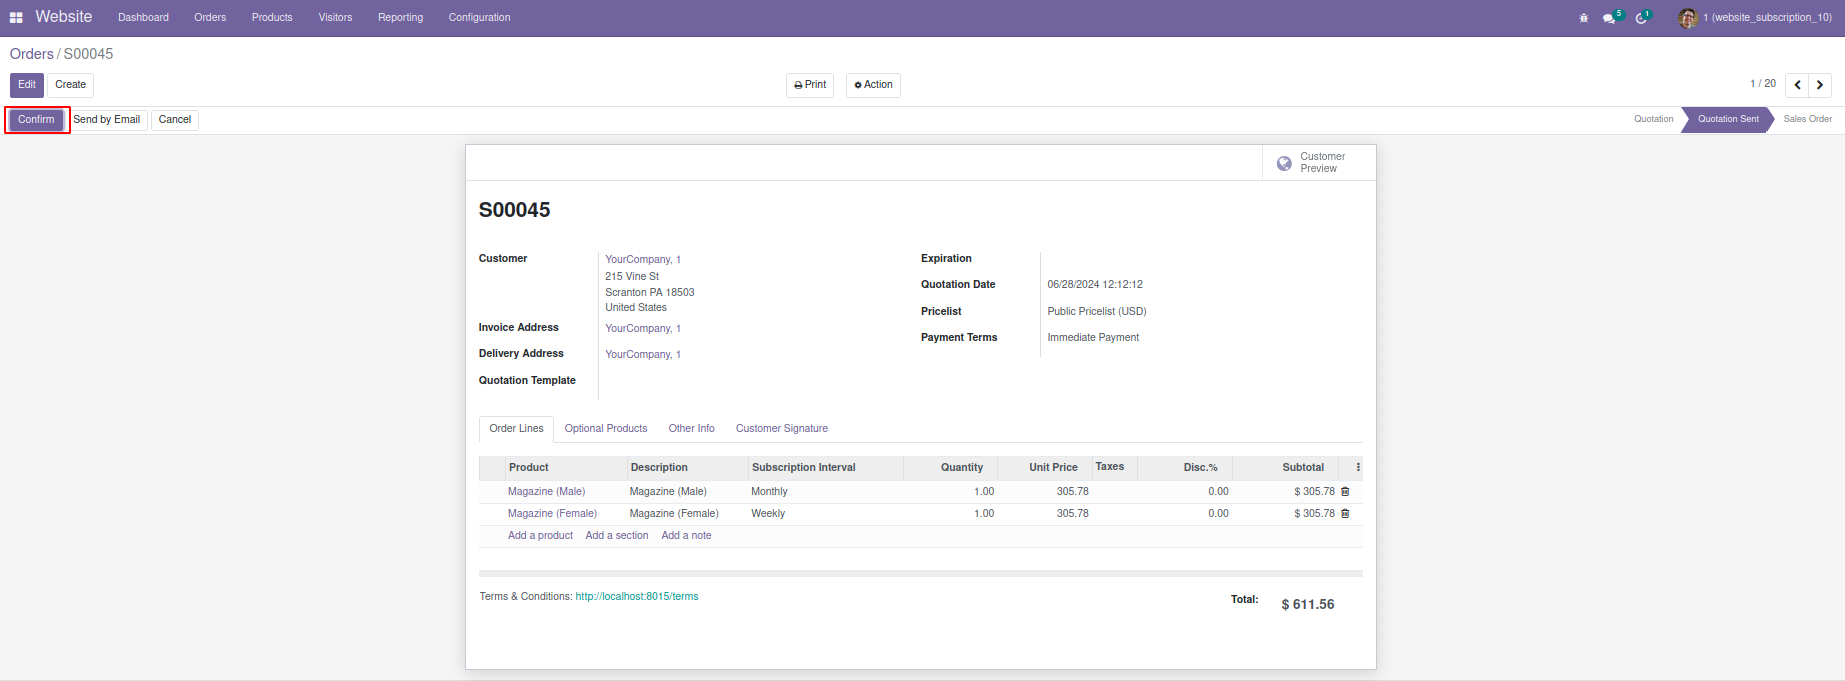 Website Dashboard Orders Products Visitors Reporting Configuration 5 1 1 (website_subscription_10)
Orders / S00045
Edit Create Print Action 1 / 20
Confirm Send by Email Cancel Quotation Quotation Sent Sales Order
Customer
Preview
S00045
Customer YourCompany, 1
215 Vine St
Scranton PA 18503
United States
Invoice Address YourCompany, 1
Delivery Address YourCompany, 1
Quotation Template
Expiration
Quotation Date 06/28/2024 12:12:12
Pricelist Public Pricelist (USD)
Payment Terms Immediate Payment
Order Lines Optional Products Other Info Customer Signature
Product Description Subscription Interval Quantity Unit Price Taxes Disc.% Subtotal
Magazine (Male) Magazine (Male) Monthly 1.00 305.78 0.00 $ 305.78
Magazine (Female) Magazine (Female) Weekly 1.00 305.78 0.00 $ 305.78
Add a product Add a section Add a note
Terms & Conditions: http://localhost:8015/terms
Total: $ 611.56